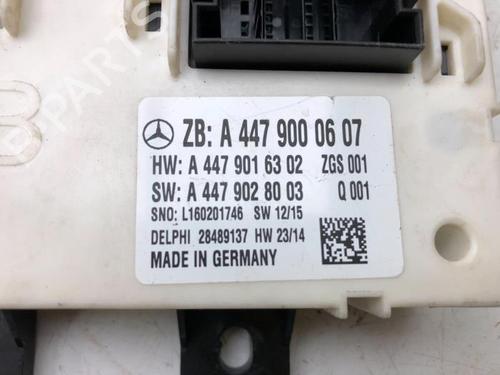 ZB: A 447 900 06 07
HW: A 447 901 63 02 ZGS 001
SW: A 447 902 80 03 Q 001
SNO: L160201746 SW 12/15
DELPHI 28489137 HW 23/14
MADE IN GERMANY